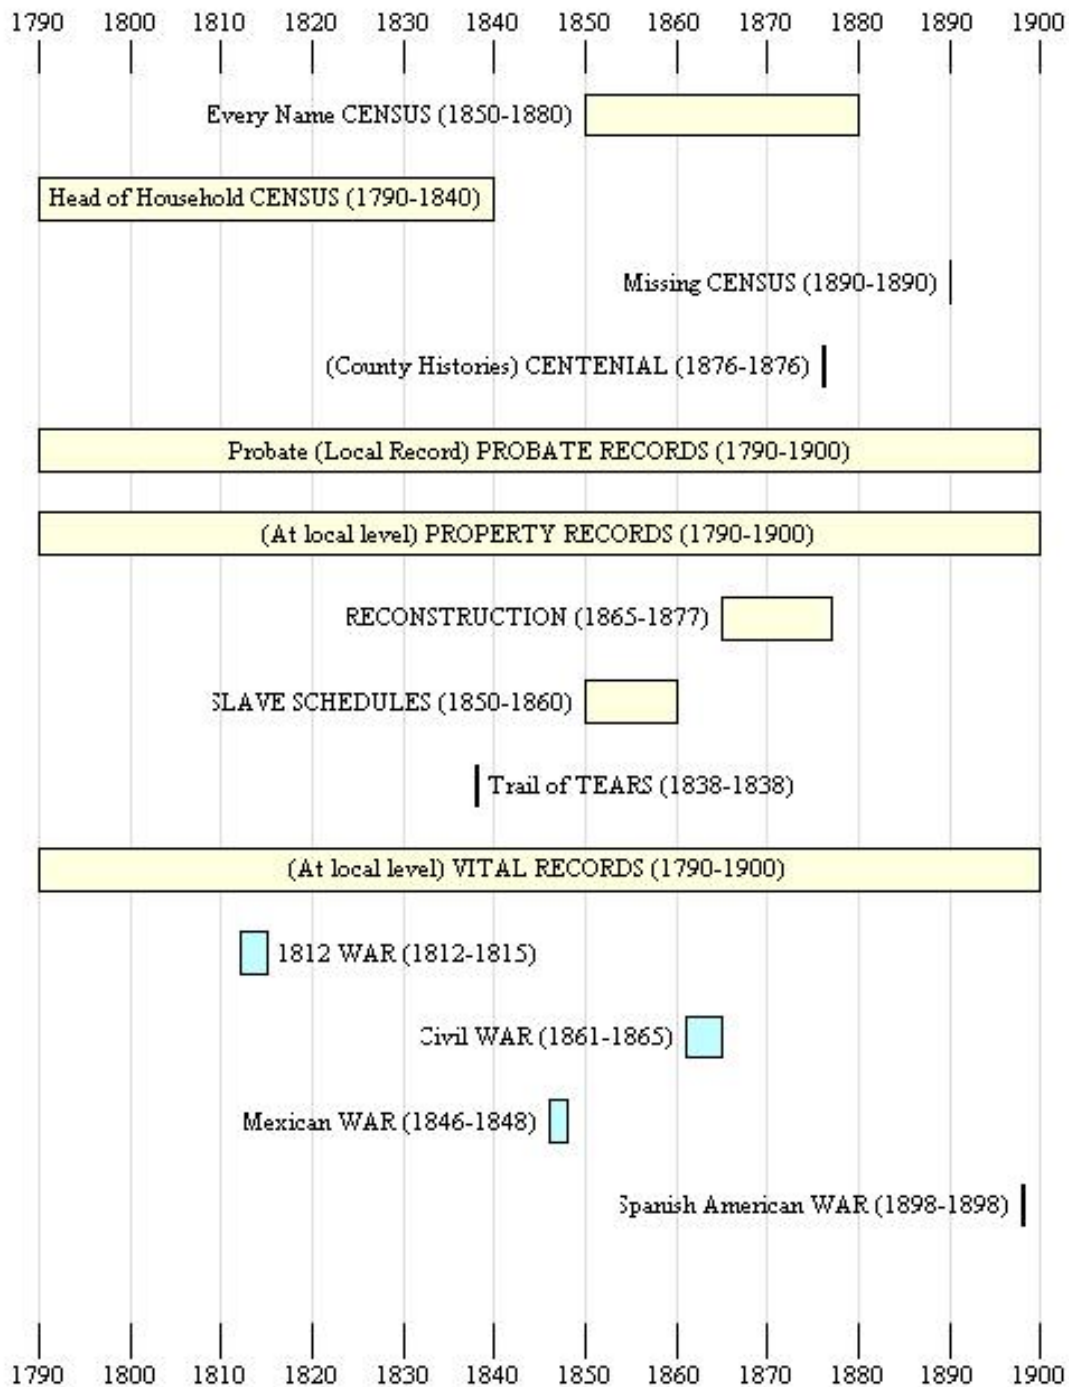 1790 1800 1810 1820 1830 1840 1850 1860 1870 1880 1890 1900
Every Name CENSUS (1850-1880)
Head of Household CENSUS (1790-1840)
Missing CENSUS (1890-1890)
(County Histories) CENTENIAL (1876-1876)
Probate (Local Record) PROBATE RECORDS (1790-1900)
(At local level) PROPERTY RECORDS (1790-1900)
RECONSTRUCTION (1865-1877)
SLAVE SCHEDULES (1850-1860)
Trail of TEARS (1838-1838)
(At local level) VITAL RECORDS (1790-1900)
1812 WAR (1812-1815)
Civil WAR (1861-1865)
Mexican WAR (1846-1848)
Spanish American WAR (1898-1898)
1790 1800 1810 1820 1830 1840 1850 1860 1870 1880 1890 1900